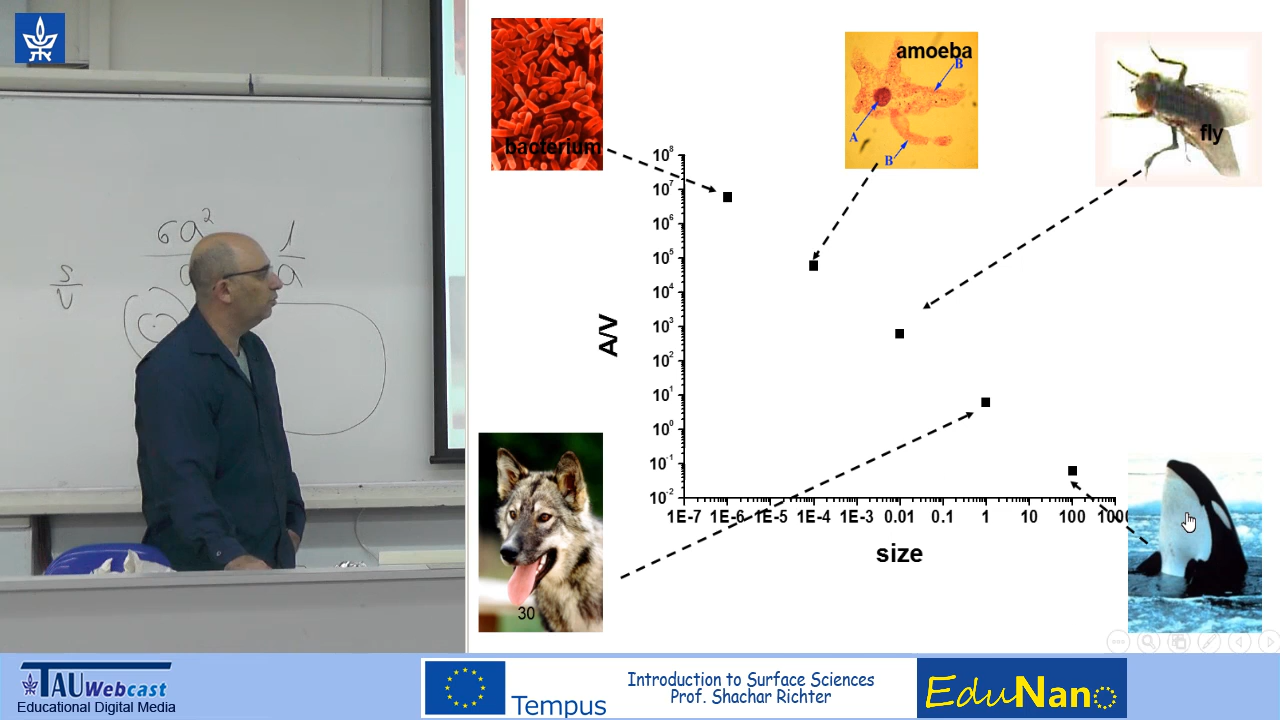 6a²
1
a
S
V
bacterium
amoeba
B
A
B
fly
10⁸
10⁷
10⁶
10⁵
10⁴
10³
10²
10¹
10⁰
10⁻¹
10⁻²
A/V
1E-7 1E-6 1E-5 1E-4 1E-3 0.01 0.1 1 10 100
size
30
TAU Webcast
Educational Digital Media
Tempus
Introduction to Surface Sciences
Prof. Shachar Richter
EduNano